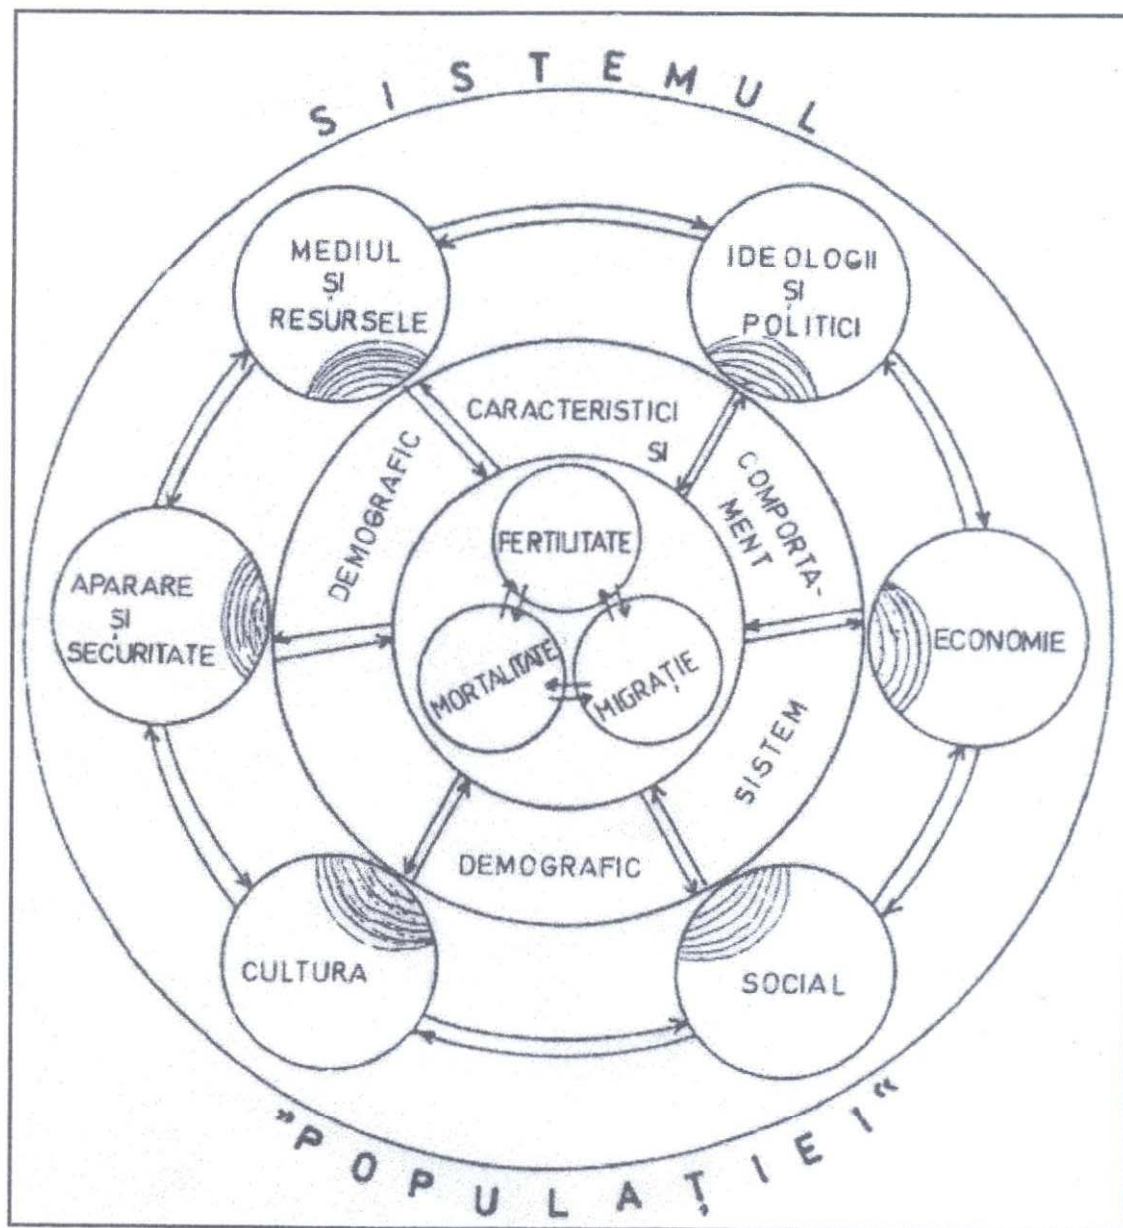 SISTEMUL
MEDIUL
ȘI
RESURSELE
IDEOLOGII
ȘI
POLITICI
CARACTERISTICI
SI
COMPORTA-
MENT
DEMOGRAFIC
FERTILITATE
MORTALITATE
MIGRAȚIE
APARARE
ȘI
SECURITATE
ECONOMIE
SISTEM
DEMOGRAFIC
CULTURA
SOCIAL
"POPULAȚIEI"